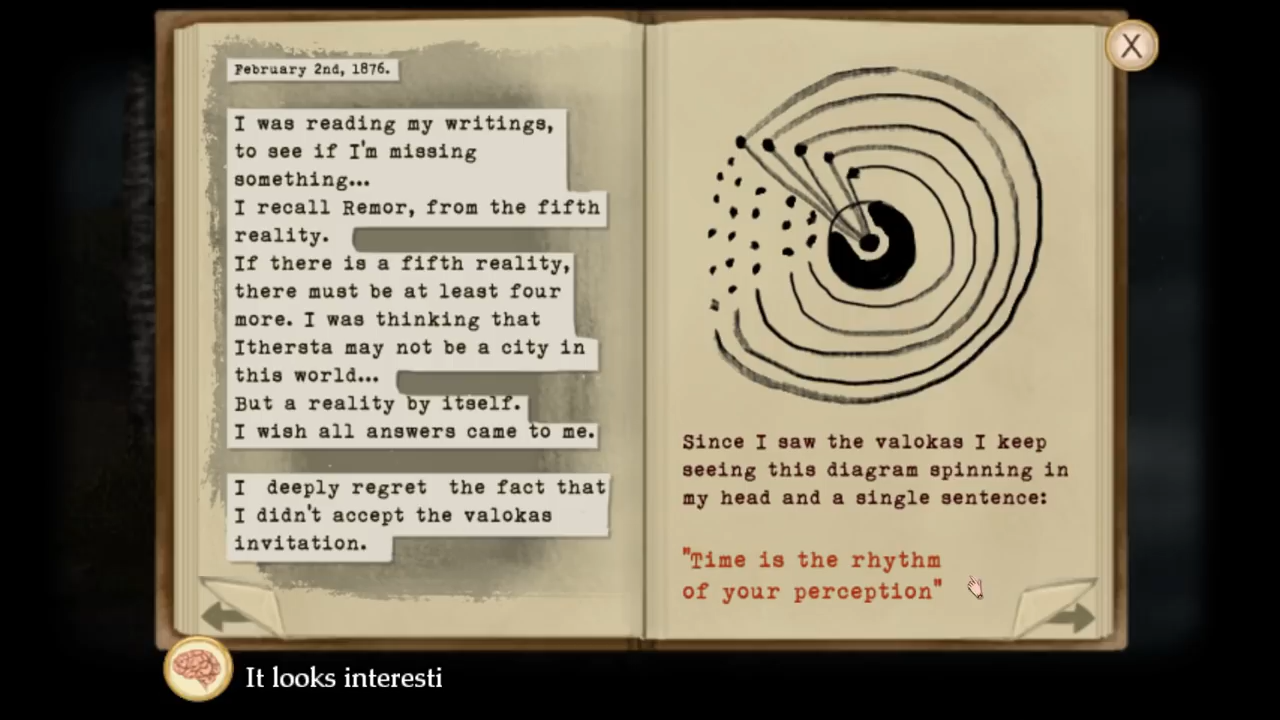 February 2nd, 1876.
I was reading my writings,
to see if I'm missing
something...
I recall Remor, from the fifth
reality.
If there is a fifth reality,
there must be at least four
more. I was thinking that
Ithersta may not be a city in
this world...
But a reality by itself.
I wish all answers came to me.
I deeply regret the fact that
I didn't accept the valokas
invitation.
Since I saw the valokas I keep
seeing this diagram spinning in
my head and a single sentence:
"Time is the rhythm
of your perception"
X
It looks interesti